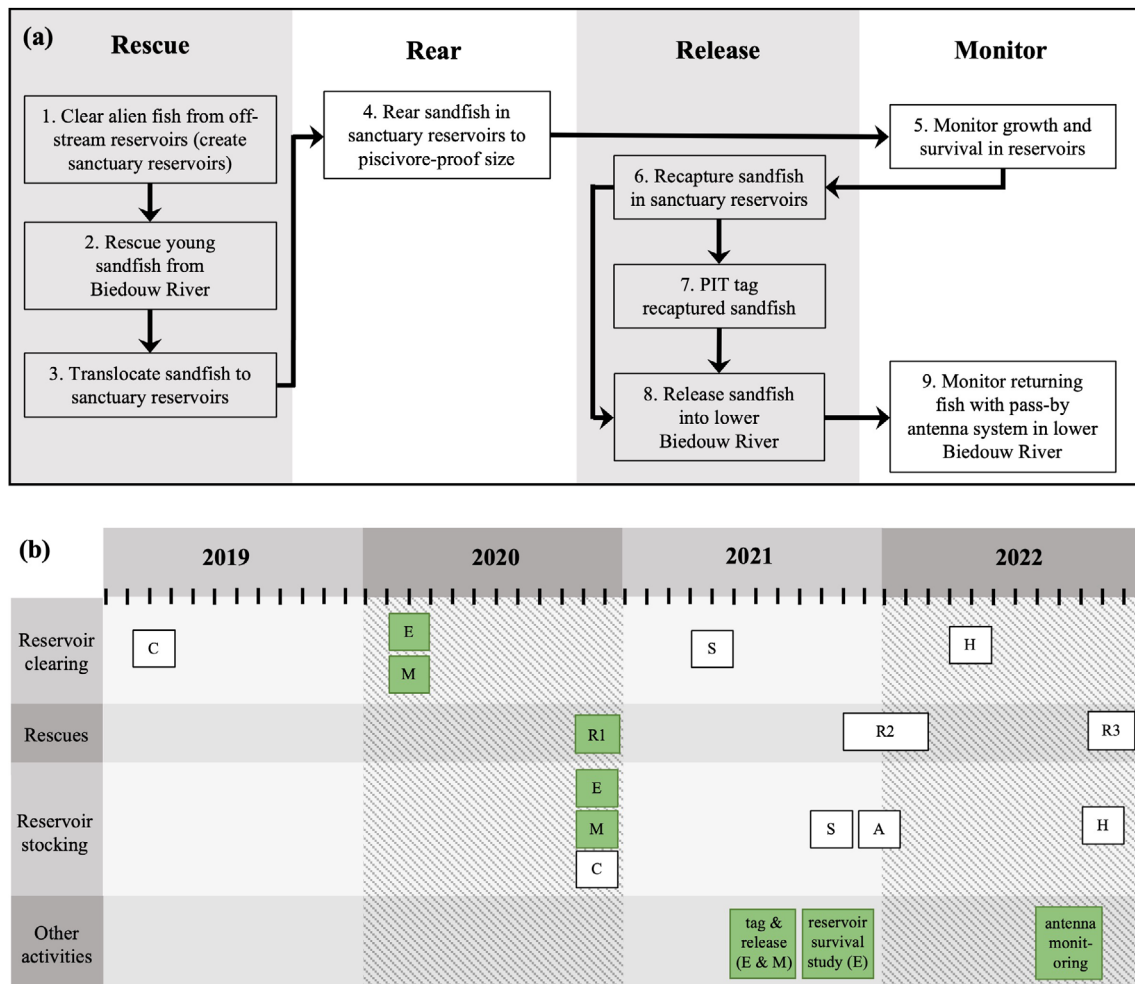 (a)
Rescue
Rear
Release
Monitor
1. Clear alien fish from off-
stream reservoirs (create
sanctuary reservoirs)
2. Rescue young
sandfish from
Biedouw River
3. Translocate sandfish to
sanctuary reservoirs
4. Rear sandfish in
sanctuary reservoirs to
piscivore-proof size
5. Monitor growth and
survival in reservoirs
6. Recapture sandfish
in sanctuary reservoirs
7. PIT tag
recaptured sandfish
8. Release sandfish
into lower
Biedouw River
9. Monitor returning
fish with pass-by
antenna system in lower
Biedouw River
(b)
2019
2020
2021
2022
Reservoir
clearing
C
E
M
S
H
Rescues
R1
R2
R3
Reservoir
stocking
E
M
C
S
A
H
Other
activities
tag &
release
(E & M)
reservoir
survival
study (E)
antenna
monit-
oring